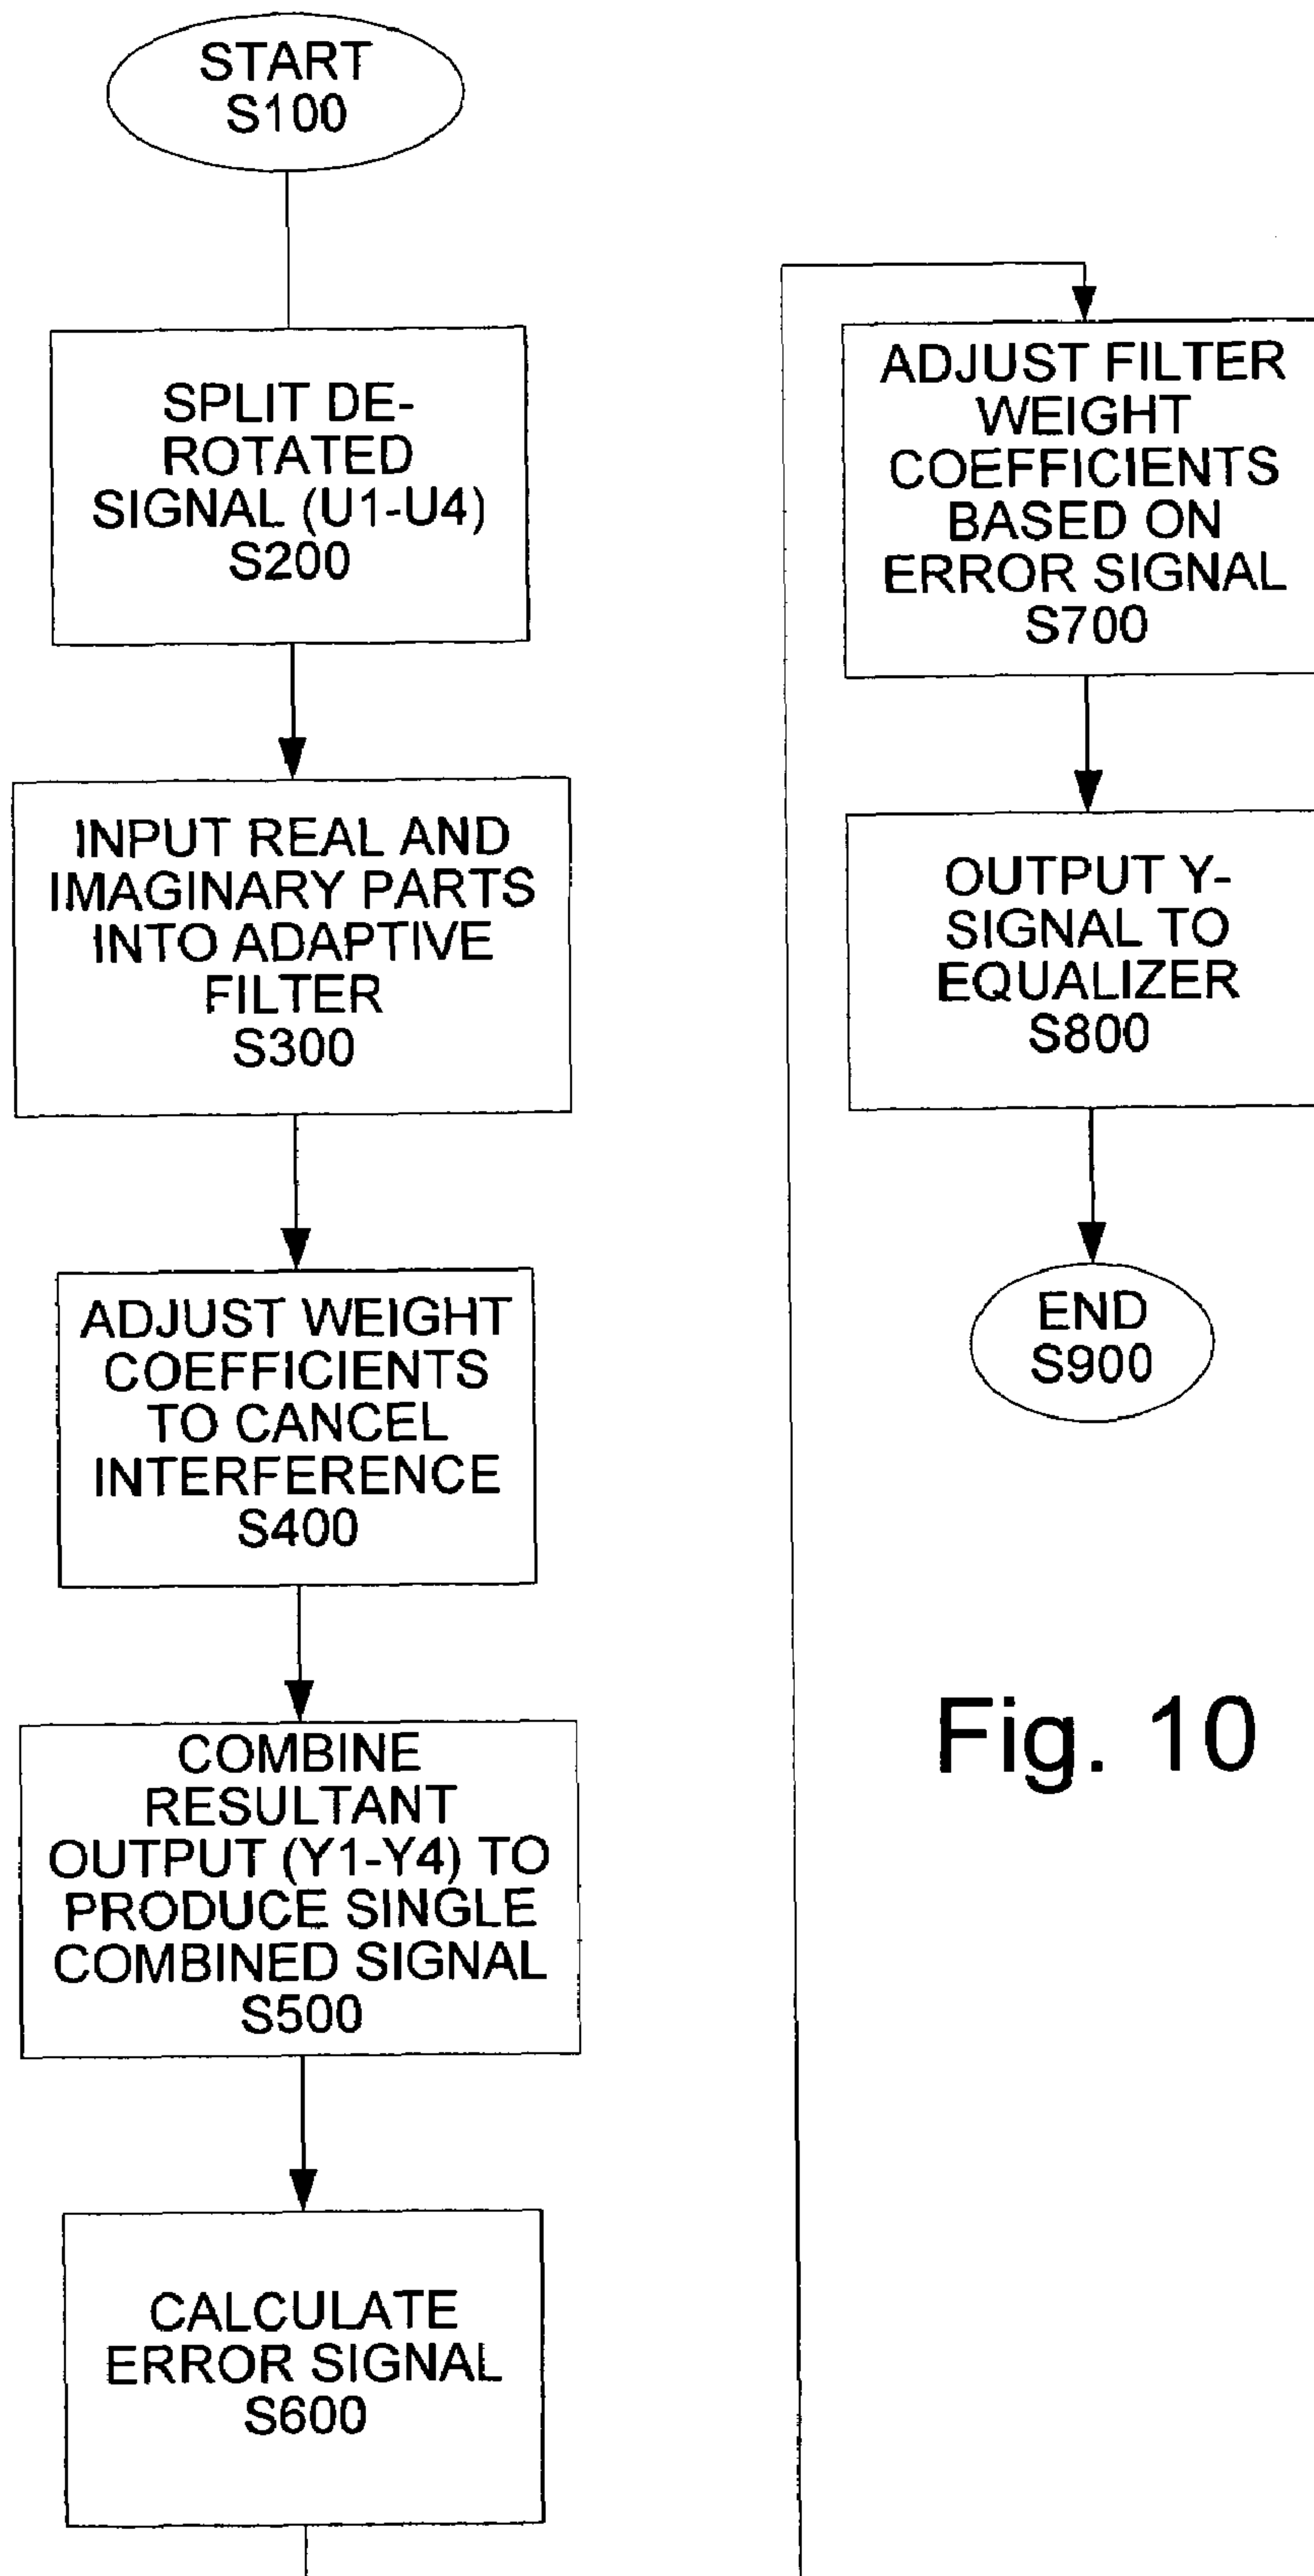 START
S100
SPLIT DE-
ROTATED
SIGNAL (U1-U4)
S200
INPUT REAL AND
IMAGINARY PARTS
INTO ADAPTIVE
FILTER
S300
ADJUST WEIGHT
COEFFICIENTS
TO CANCEL
INTERFERENCE
S400
COMBINE
RESULTANT
OUTPUT (Y1-Y4) TO
PRODUCE SINGLE
COMBINED SIGNAL
S500
CALCULATE
ERROR SIGNAL
S600
ADJUST FILTER
WEIGHT
COEFFICIENTS
BASED ON
ERROR SIGNAL
S700
OUTPUT Y-
SIGNAL TO
EQUALIZER
S800
END
S900
Fig. 10